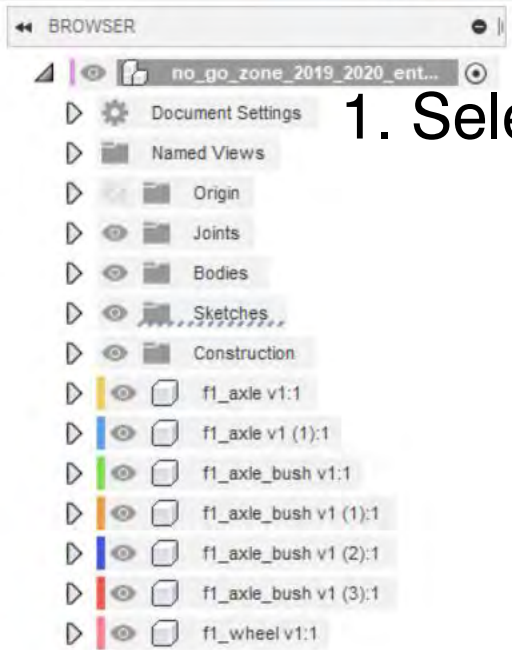 BROWSER
no_go_zone_2019_2020_ent...
1. Sele
Document Settings
Named Views
Origin
Joints
Bodies
Sketches
Construction
f1_axle v1:1
f1_axle v1 (1):1
f1_axle_bush v1:1
f1_axle_bush v1 (1):1
f1_axle_bush v1 (2):1
f1_axle_bush v1 (3):1
f1_wheel v1:1